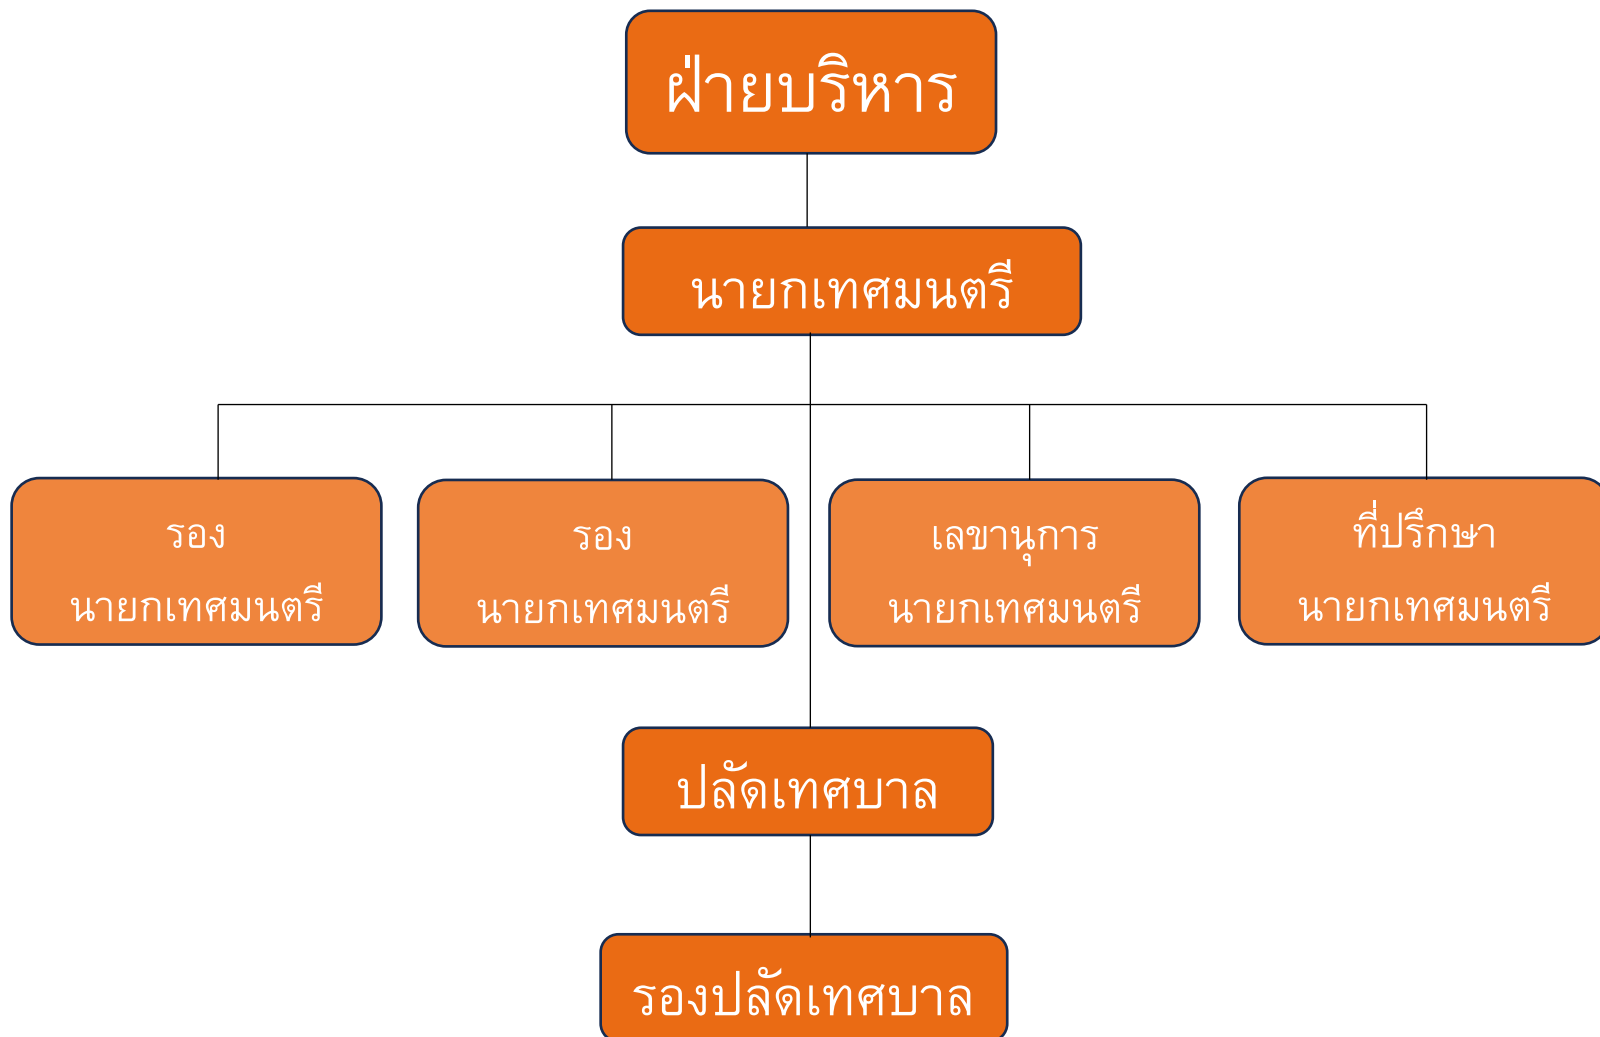 ฝ่ายบริหาร
นายกเทศมนตรี
รอง
นายกเทศมนตรี
รอง
นายกเทศมนตรี
เลขานุการ
นายกเทศมนตรี
ที่ปรึกษา
นายกเทศมนตรี
ปลัดเทศบาล
รองปลัดเทศบาล